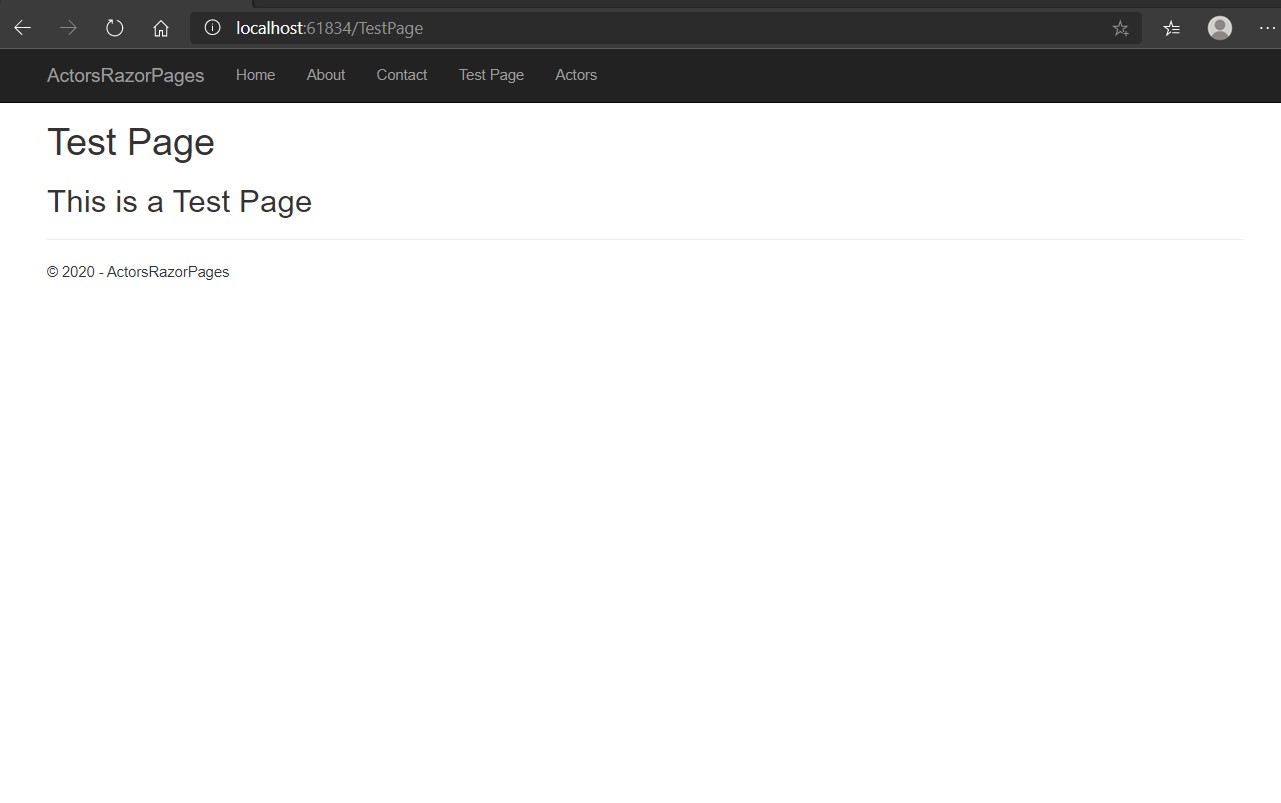 localhost:61834/TestPage
ActorsRazorPages Home About Contact Test Page Actors
Test Page
This is a Test Page
© 2020 - ActorsRazorPages